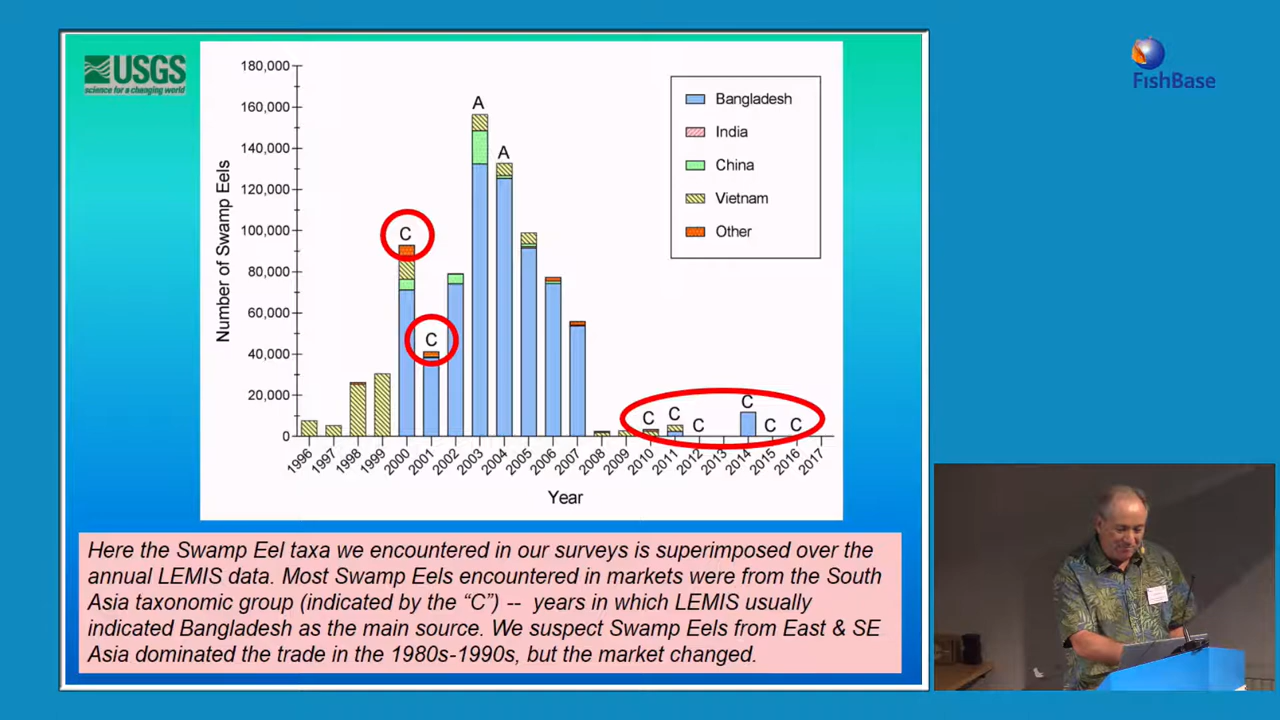 USGS
science for a changing world
FishBase
180,000
160,000
140,000
120,000
100,000
80,000
60,000
40,000
20,000
0
Number of Swamp Eels
A
A
C
C
C
C
C
C
C
C
Bangladesh
India
China
Vietnam
Other
1996
1997
1998
1999
2000
2001
2002
2003
2004
2005
2006
2007
2008
2009
2010
2011
2012
2013
2014
2015
2016
2017
Year
Here the Swamp Eel taxa we encountered in our surveys is superimposed over the
annual LEMIS data. Most Swamp Eels encountered in markets were from the South
Asia taxonomic group (indicated by the “C”) -- years in which LEMIS usually
indicated Bangladesh as the main source. We suspect Swamp Eels from East & SE
Asia dominated the trade in the 1980s-1990s, but the market changed.